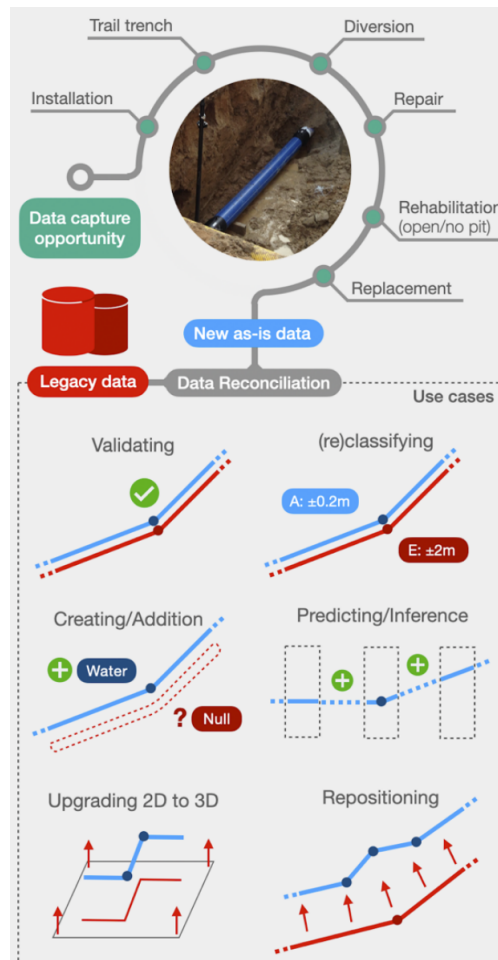 Trail trench
Diversion
Installation
Repair
Data capture
opportunity
Rehabilitation
(open/no pit)
Replacement
New as-is data
Legacy data
Data Reconciliation
Use cases
Validating
(re)classifying
A: ±0.2m
E: ±2m
Creating/Addition
Predicting/Inference
Water
? Null
Upgrading 2D to 3D
Repositioning